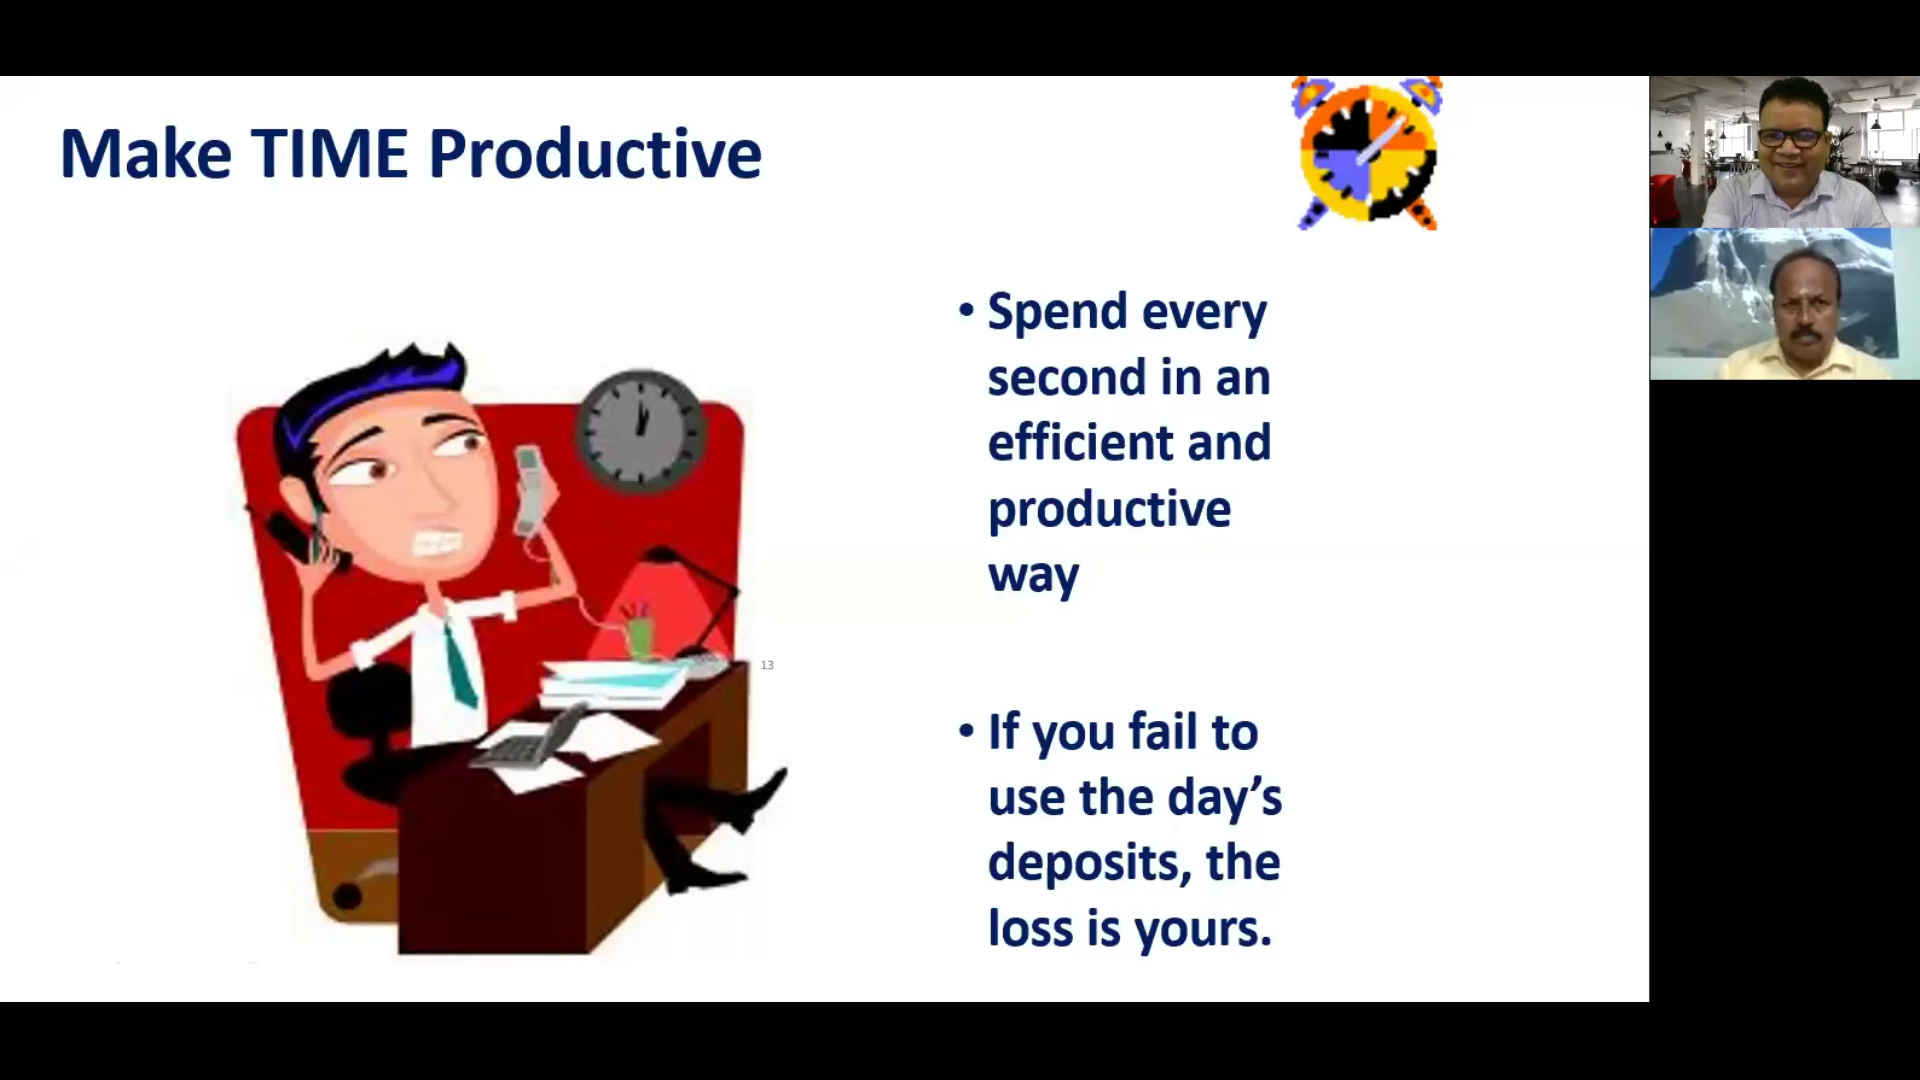 Make TIME Productive
• Spend every
second in an
efficient and
productive
way
13
• If you fail to
use the day’s
deposits, the
loss is yours.